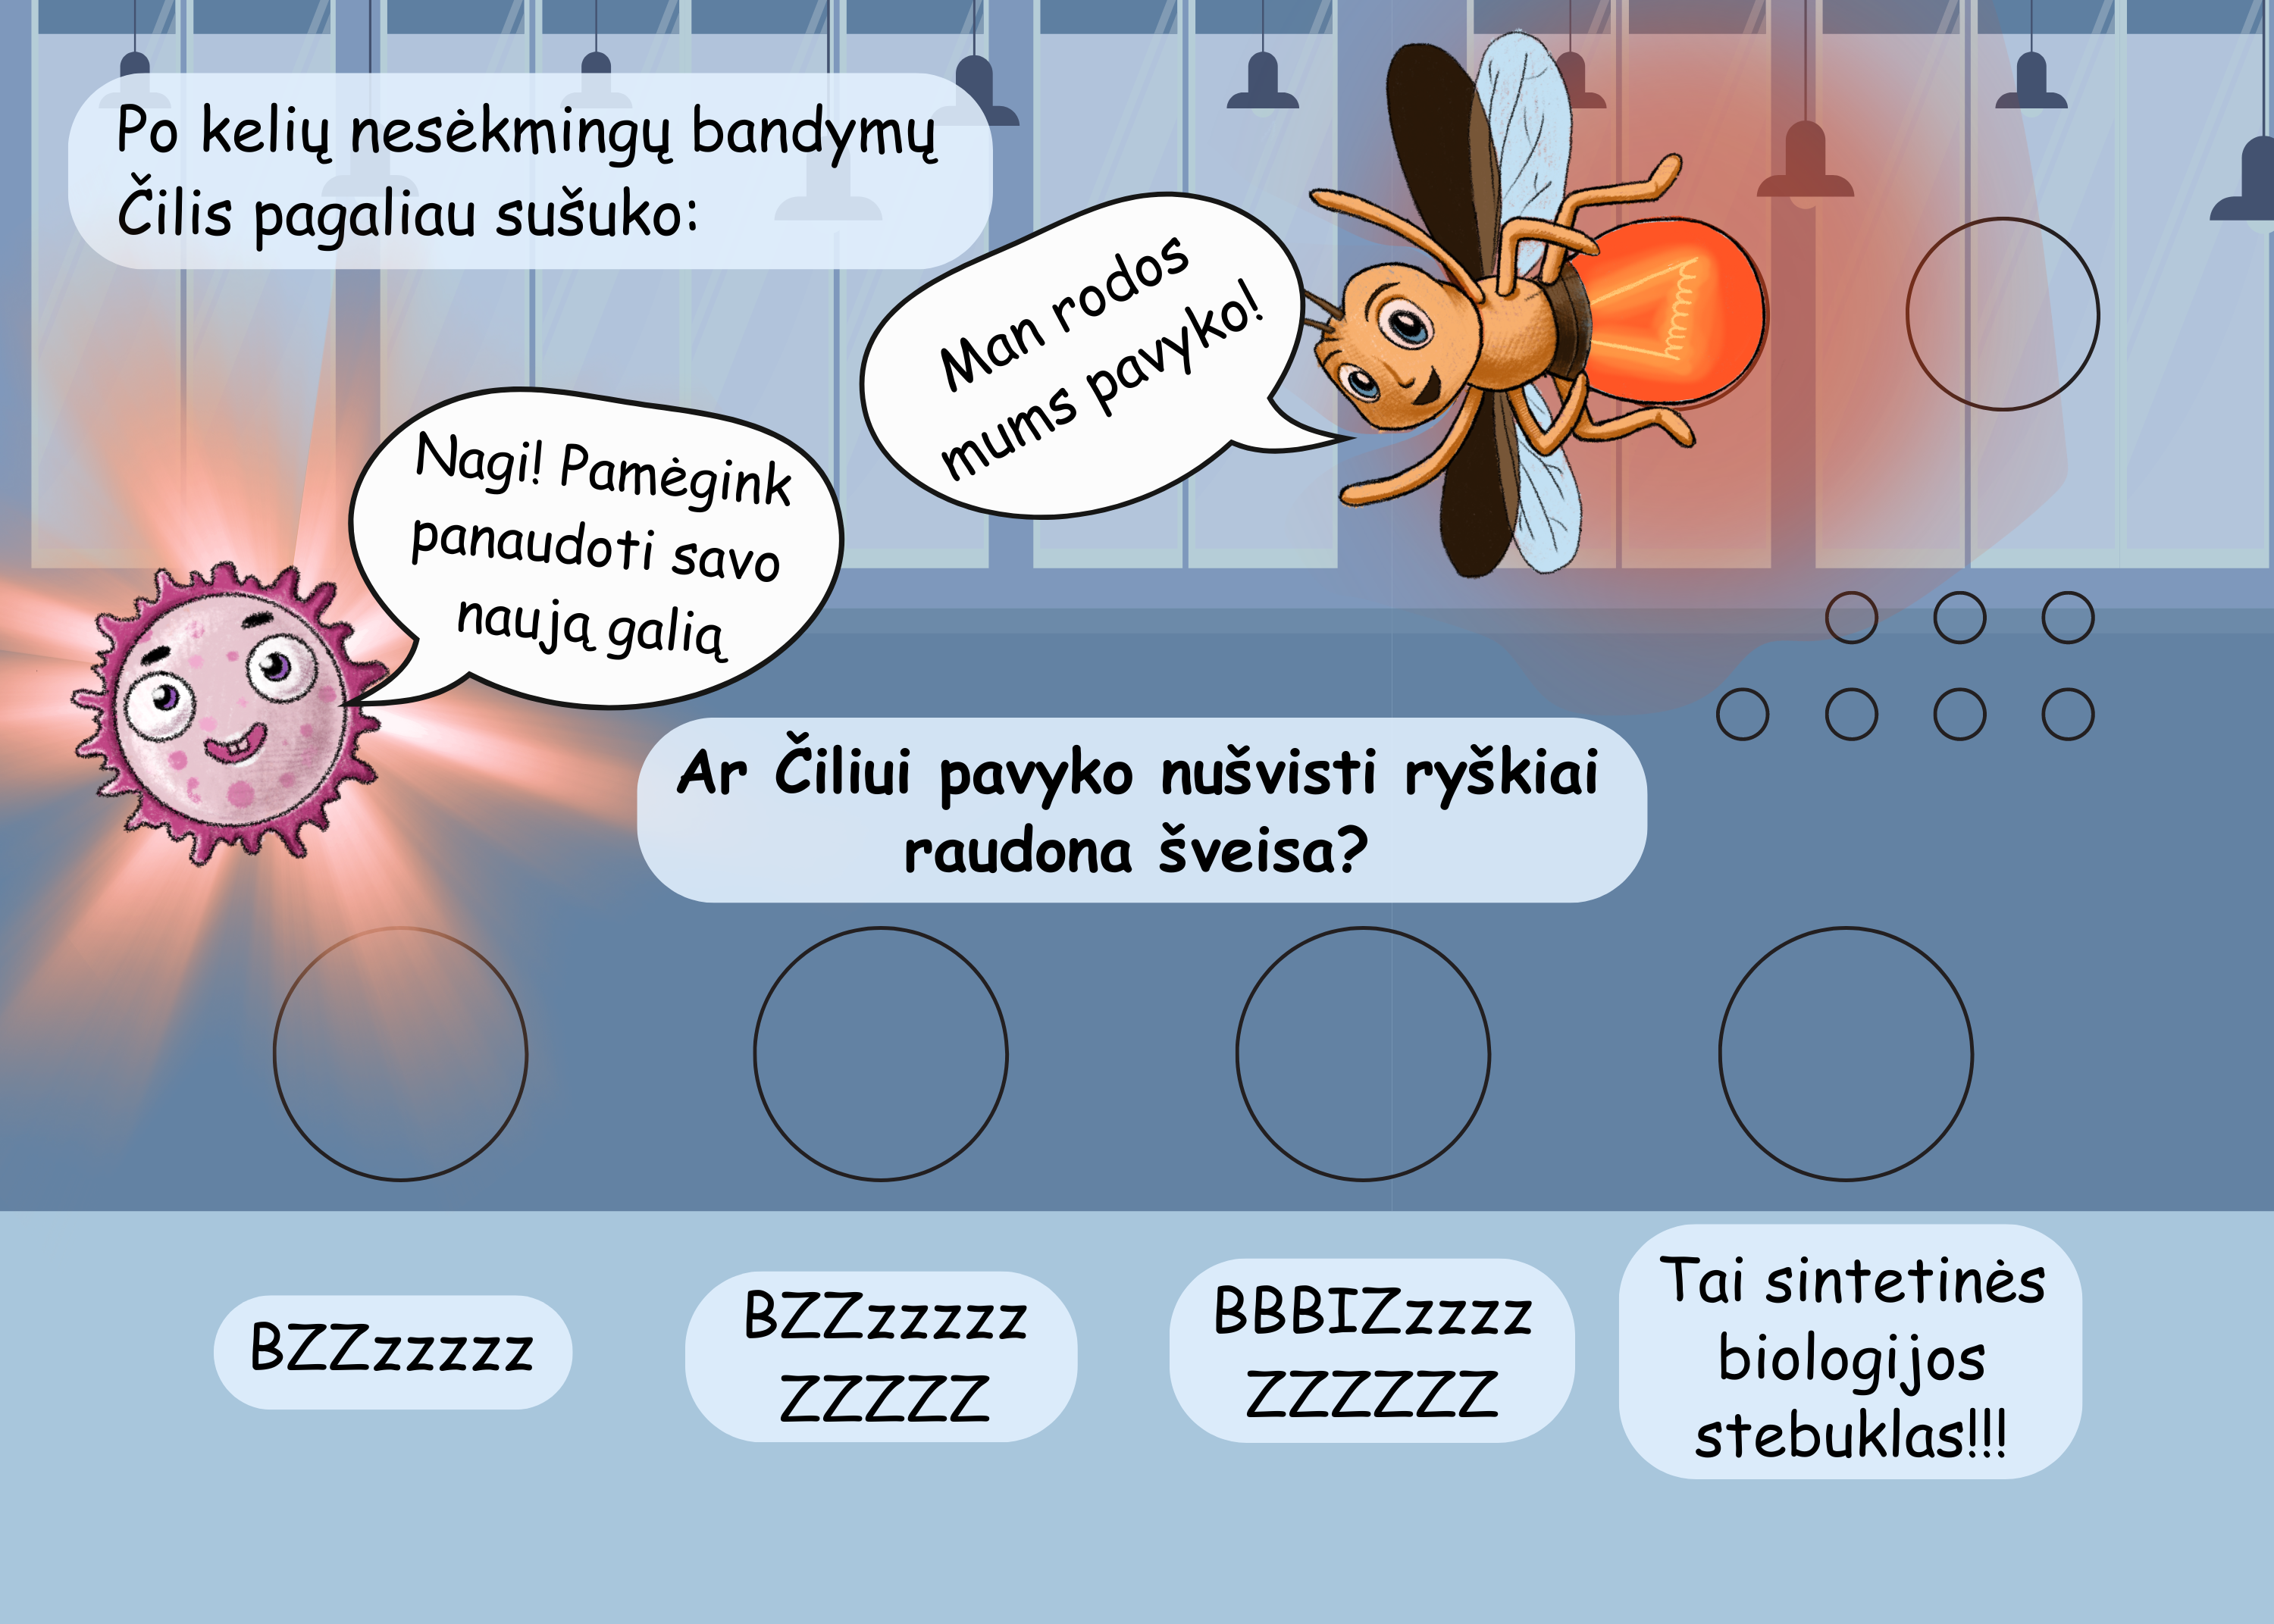 Po kelių nesėkmingų bandymų
Čilis pagaliau sušuko:
Man rodos
mums pavyko!
Nagi! Pamėgink
panaudoti savo
nauja galią
Ar Čiliui pavyko nušvisti ryškiai
raudona šveisa?
BZZzzzzz
BZZzzzzz
ZZZZZ
BBBIZzzzz
ZZZZZZ
Tai sintetinės
biologijos
stebuklas!!!